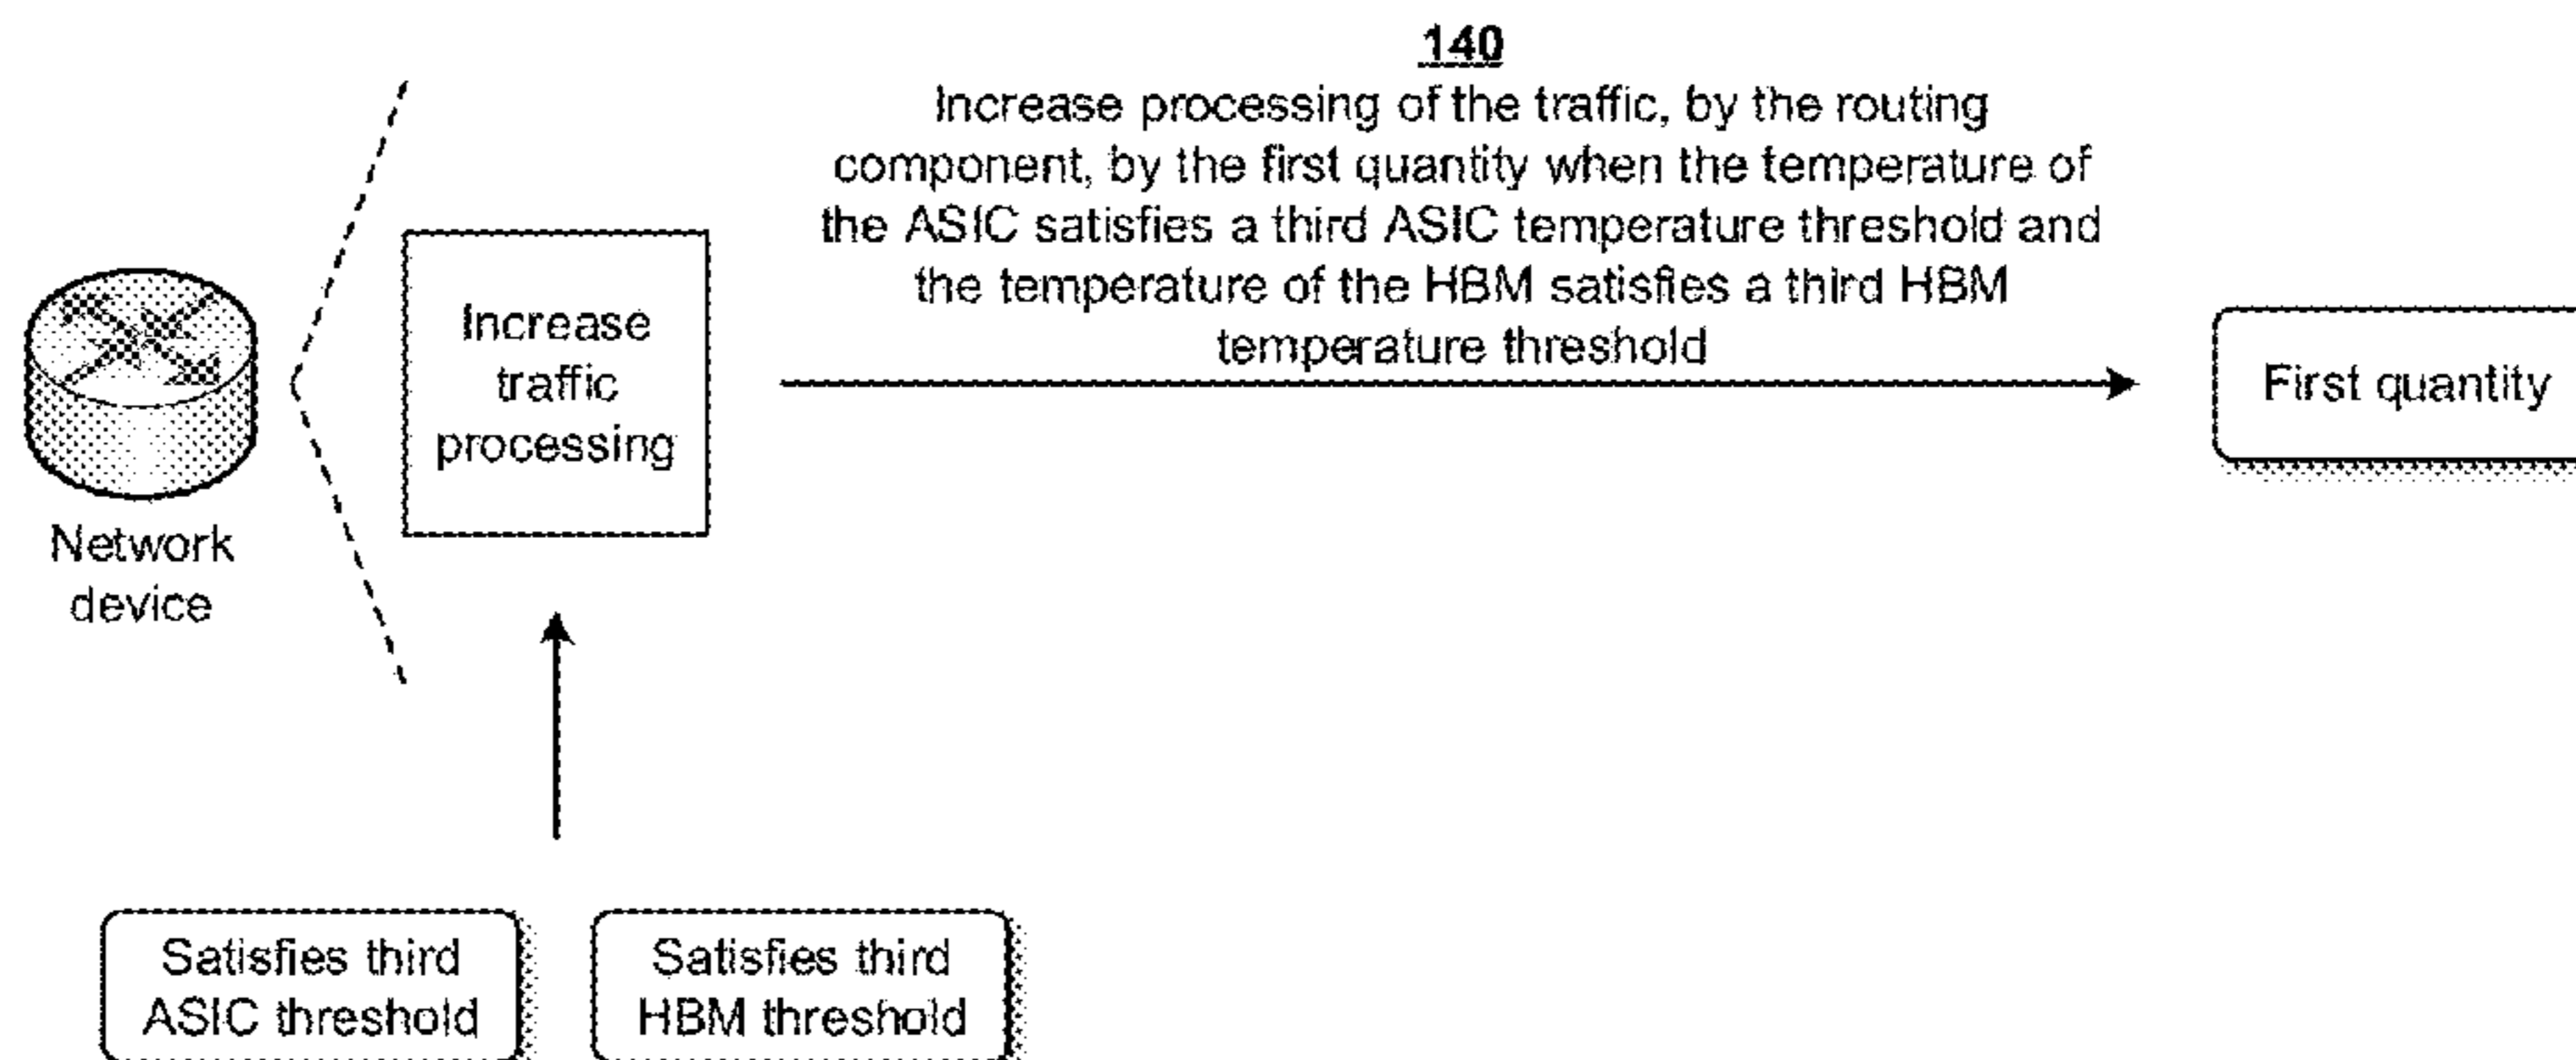 140
Increase processing of the traffic, by the routing
component, by the first quantity when the temperature of
the ASIC satisfies a third ASIC temperature threshold and
the temperature of the HBM satisfies a third HBM
temperature threshold
Increase
traffic
processing
First quantity
Network
device
Satisfies third
ASIC threshold
Satisfies third
HBM threshold